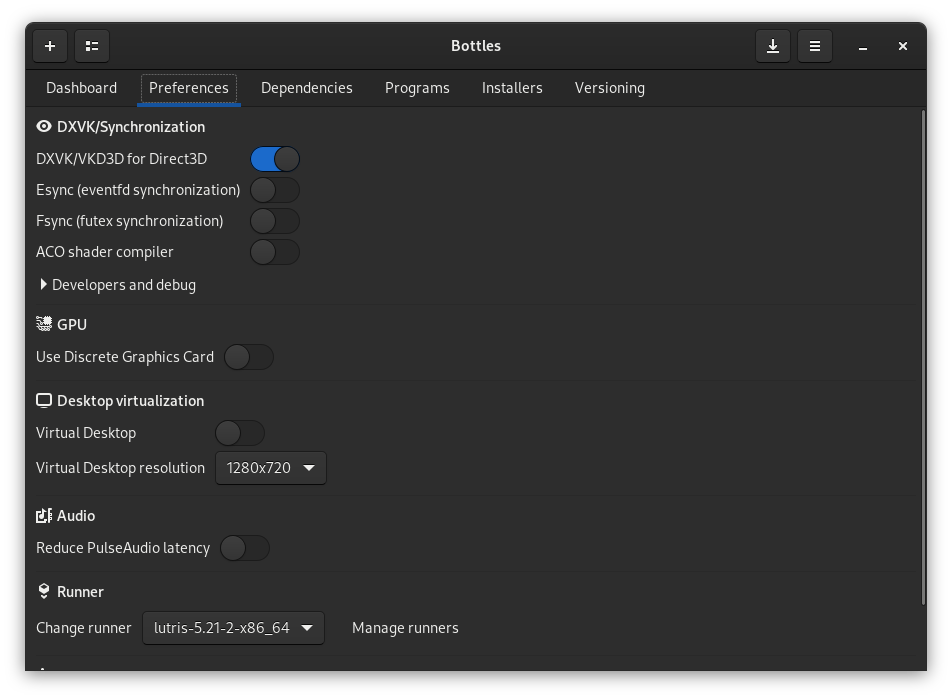 Bottles
Dashboard Preferences Dependencies Programs Installers Versioning
DXVK/Synchronization
DXVK/VKD3D for Direct3D
Esync (eventfd synchronization)
Fsync (futex synchronization)
ACO shader compiler
Developers and debug
GPU
Use Discrete Graphics Card
Desktop virtualization
Virtual Desktop
Virtual Desktop resolution 1280x720
Audio
Reduce PulseAudio latency
Runner
Change runner lutris-5.21-2-x86_64 Manage runners